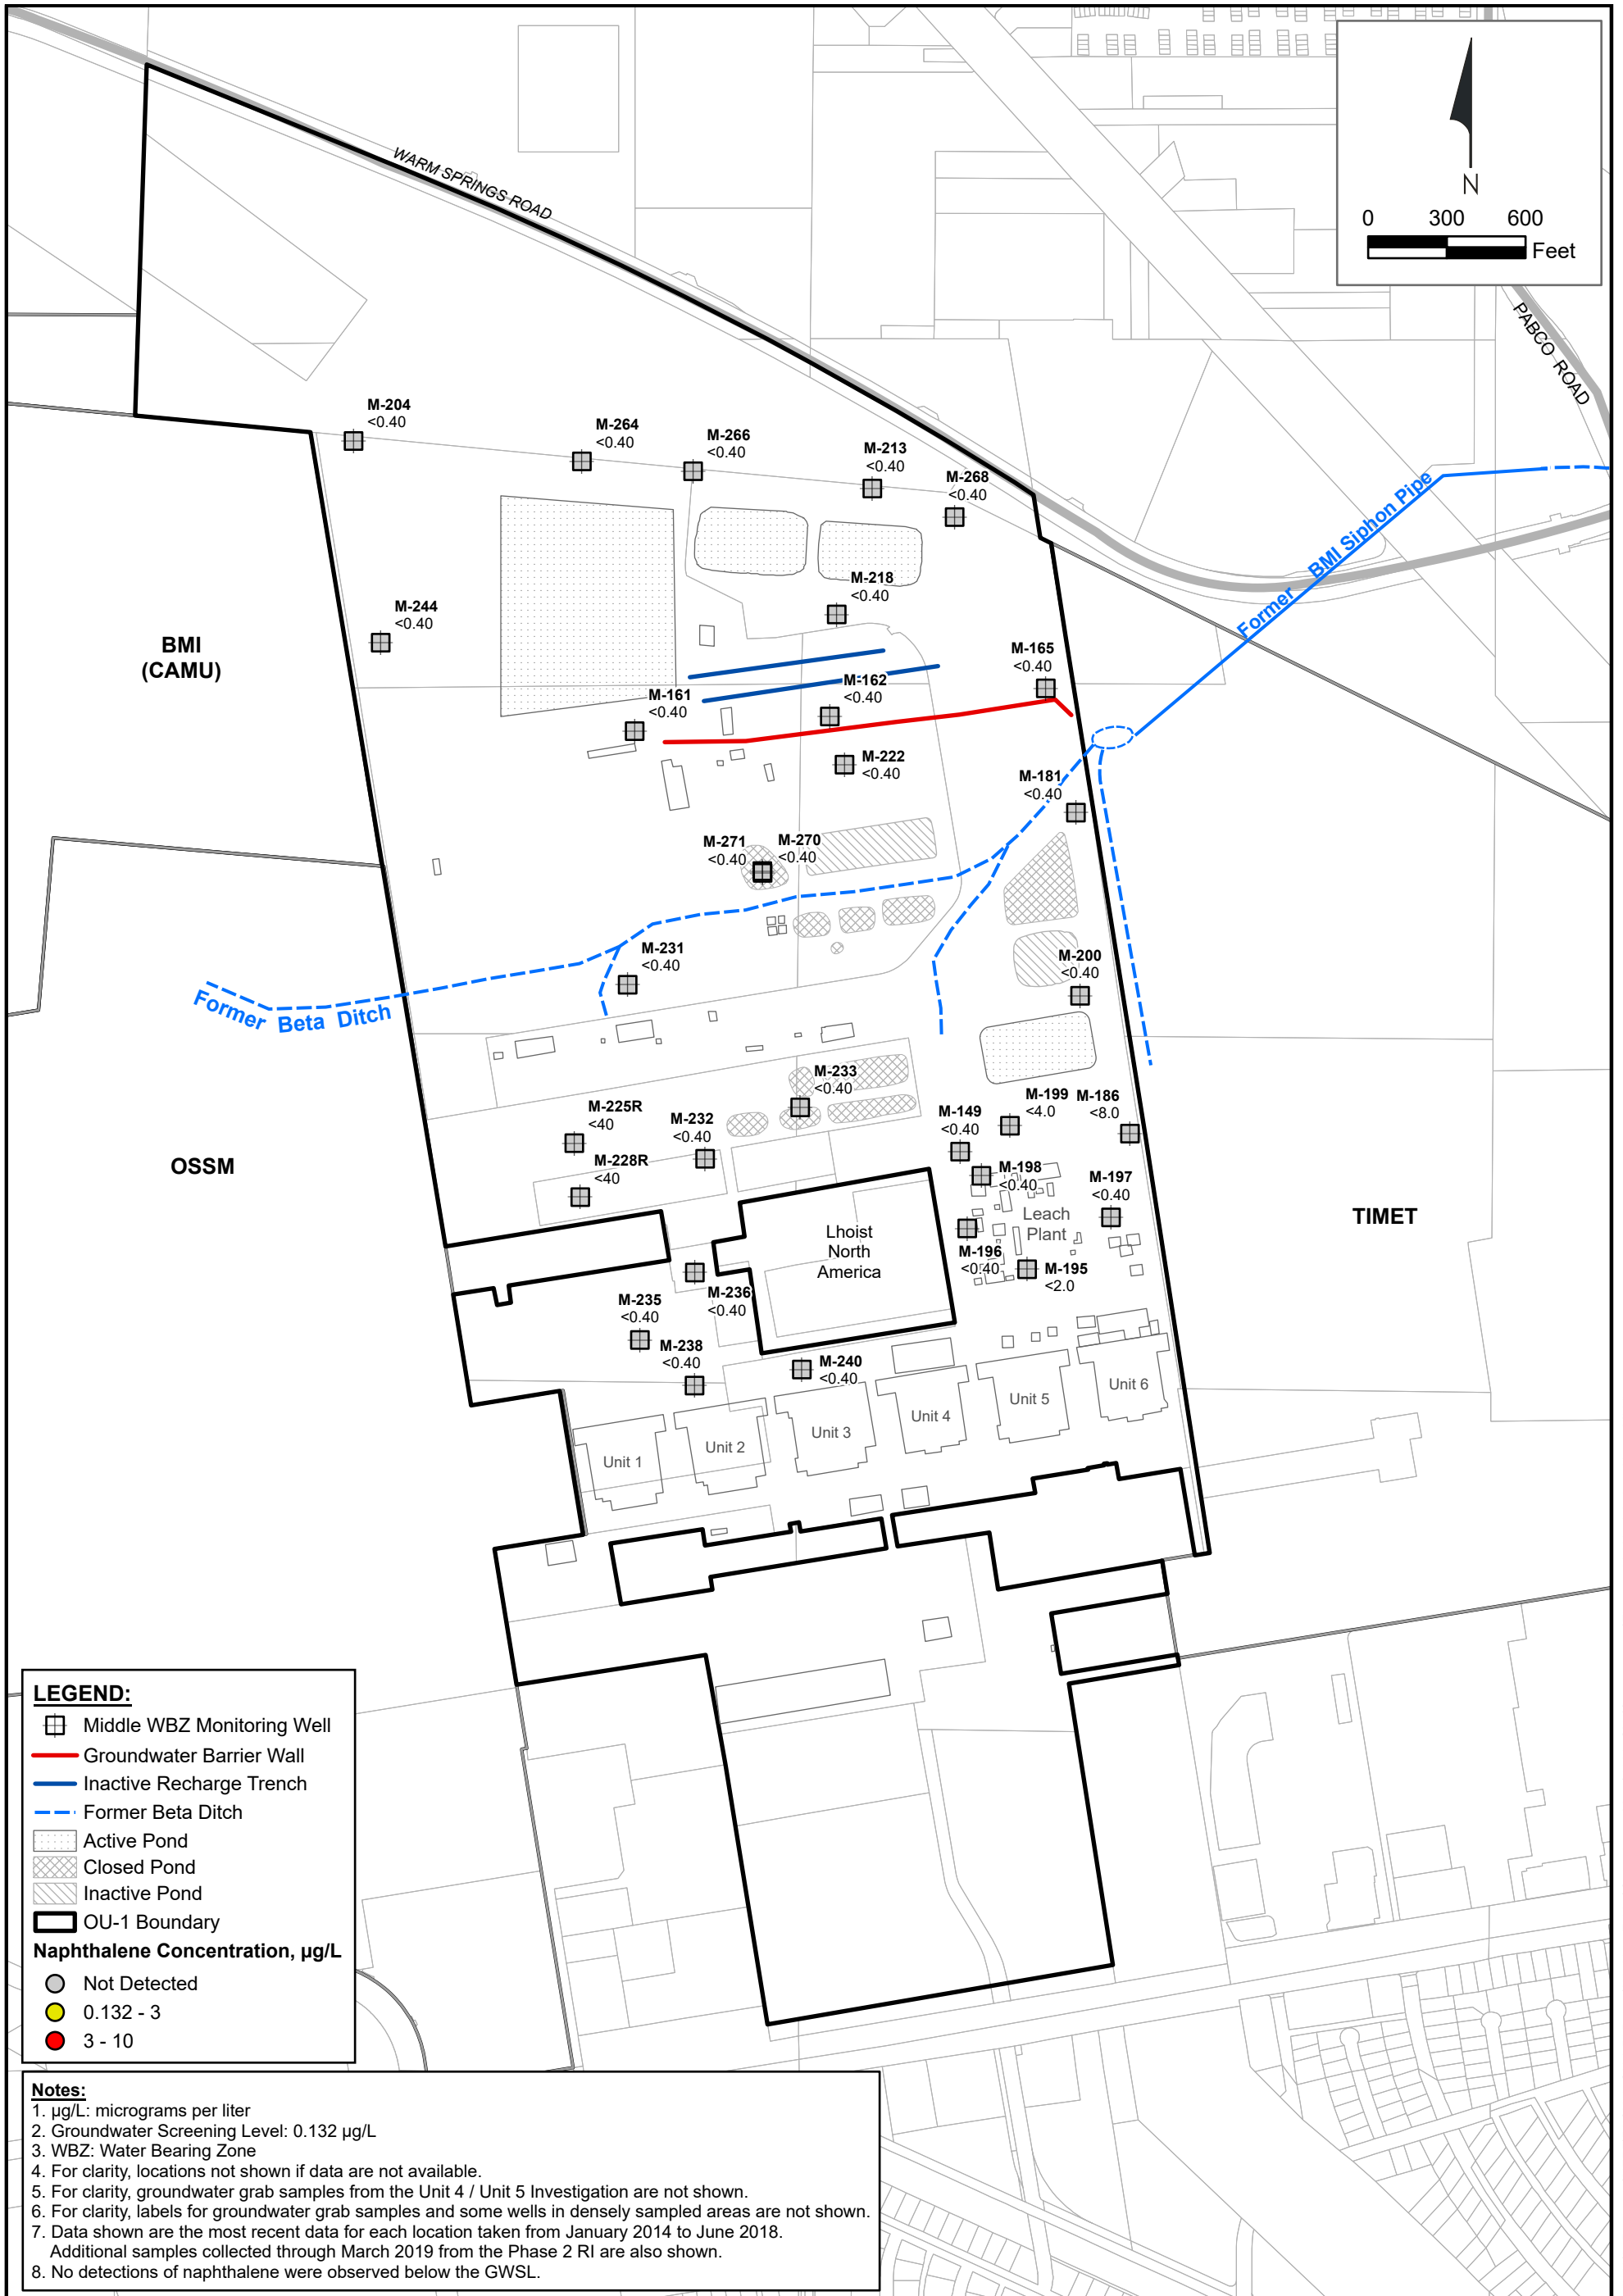 WARM SPRINGS ROAD
N
0 300 600
Feet
PABCO ROAD
M-204
<0.40
M-264
<0.40
M-266
<0.40
M-213
<0.40
M-268
<0.40
Former BMI Siphon Pipe
M-218
<0.40
M-244
<0.40
BMI
(CAMU)
M-165
<0.40
M-161
<0.40
M-162
<0.40
M-222
<0.40
M-181
<0.40
M-271
<0.40
M-270
<0.40
M-231
<0.40
M-200
<0.40
Former Beta Ditch
M-233
<0.40
M-225R
<40
M-232
<0.40
M-149
<0.40
M-199
<4.0
M-186
<8.0
OSSM
M-228R
<40
M-198
<0.40
M-197
<0.40
TIMET
Leach
Plant
Lhoist
North
America
M-196
<0.40
M-195
<2.0
M-236
<0.40
M-235
<0.40
M-238
<0.40
M-240
<0.40
Unit 1
Unit 2
Unit 3
Unit 4
Unit 5
Unit 6
LEGEND:
Middle WBZ Monitoring Well
Groundwater Barrier Wall
Inactive Recharge Trench
Former Beta Ditch
Active Pond
Closed Pond
Inactive Pond
OU-1 Boundary
Naphthalene Concentration, µg/L
Not Detected
0.132 - 3
3 - 10
Notes:
1. µg/L: micrograms per liter
2. Groundwater Screening Level: 0.132 µg/L
3. WBZ: Water Bearing Zone
4. For clarity, locations not shown if data are not available.
5. For clarity, groundwater grab samples from the Unit 4 / Unit 5 Investigation are not shown.
6. For clarity, labels for groundwater grab samples and some wells in densely sampled areas are not shown.
7. Data shown are the most recent data for each location taken from January 2014 to June 2018.
Additional samples collected through March 2019 from the Phase 2 RI are also shown.
8. No detections of naphthalene were observed below the GWSL.